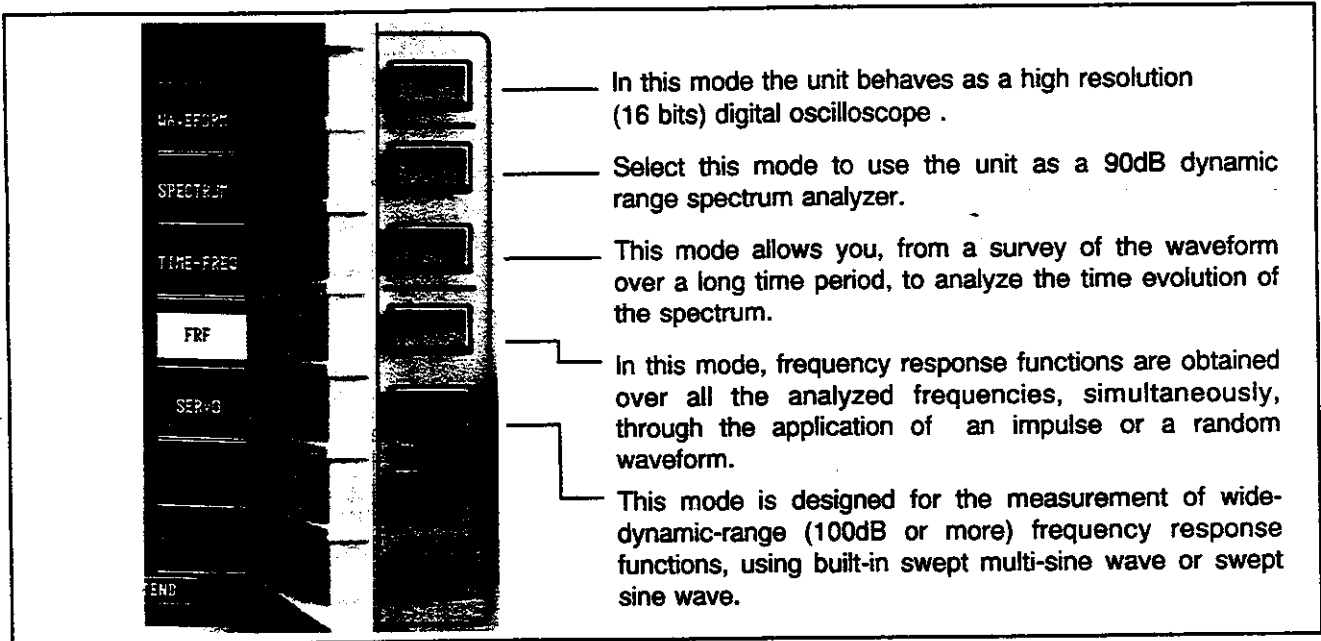 WAVEFORM
SPECTRUM
TIME-FREQ
FRF
SERVO
END
In this mode the unit behaves as a high resolution
(16 bits) digital oscilloscope .
Select this mode to use the unit as a 90dB dynamic
range spectrum analyzer.
This mode allows you, from a survey of the waveform
over a long time period, to analyze the time evolution of
the spectrum.
In this mode, frequency response functions are obtained
over all the analyzed frequencies, simultaneously,
through the application of an impulse or a random
waveform.
This mode is designed for the measurement of wide-
dynamic-range (100dB or more) frequency response
functions, using built-in swept multi-sine wave or swept
sine wave.